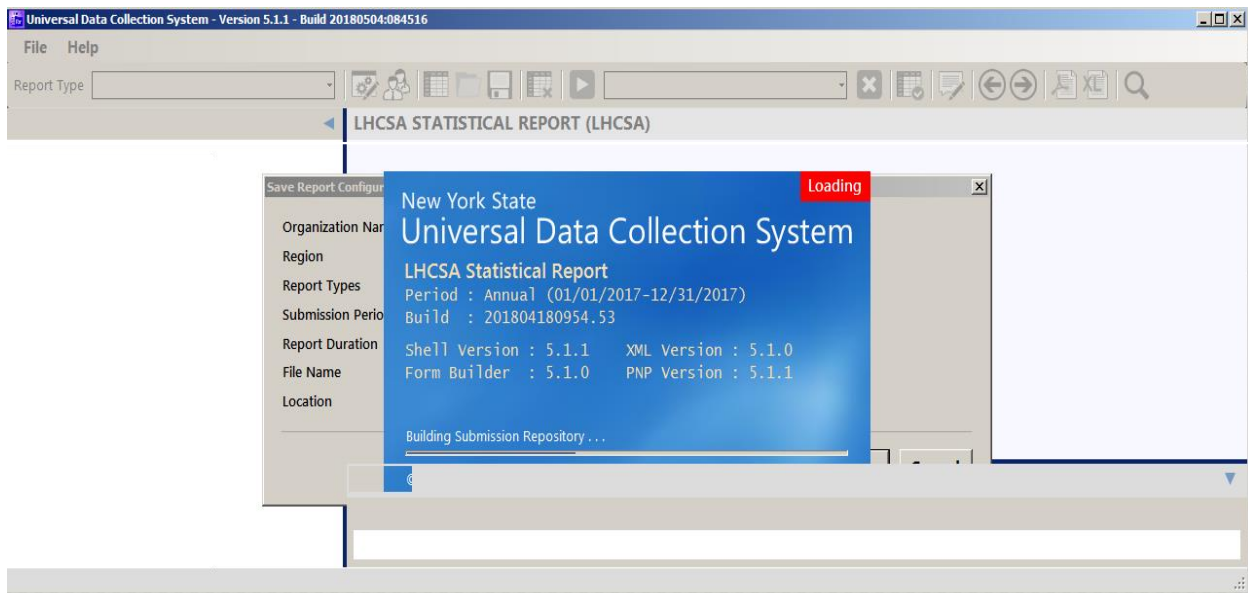 Universal Data Collection System - Version 5.1.1 - Build 20180504:084516
File Help
Report Type
LHCSA STATISTICAL REPORT (LHCSA)
Save Report
Loading
New York State
Universal Data Collection System
LHCSA Statistical Report
Period : Annual (01/01/2017-12/31/2017)
Build : 201804180954.53
Shell Version : 5.1.1 XML Version : 5.1.0
Form Builder : 5.1.0 PNP Version : 5.1.1
Building Submission Repository . . .
©
Organization
Region
Report Types
Submission
Report Duration
File Name
Location